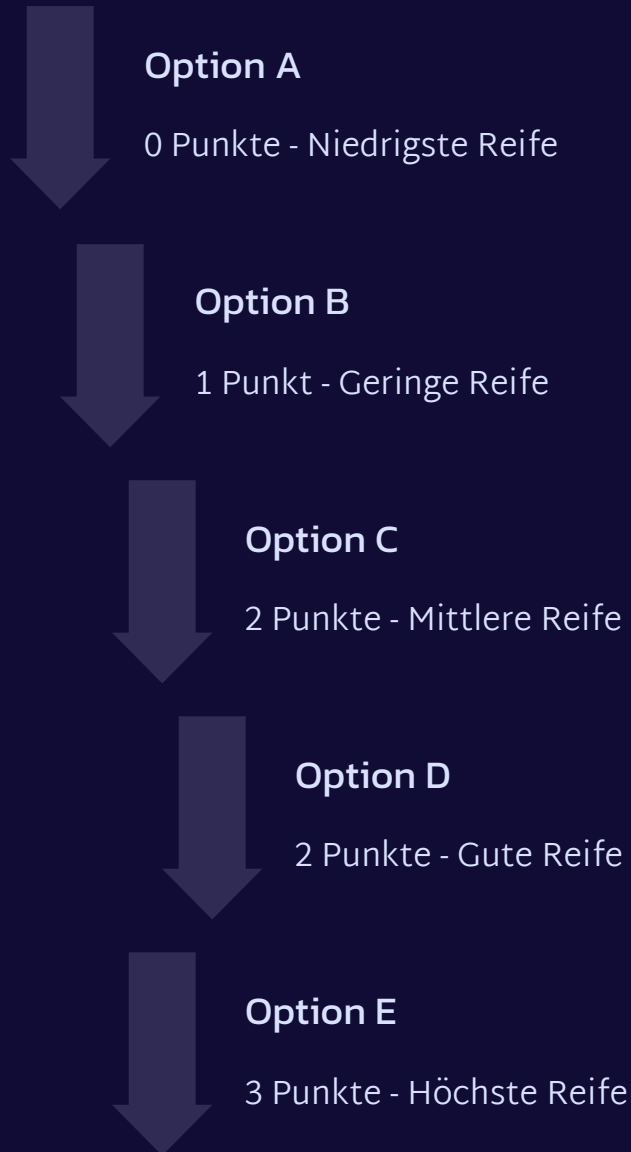 Option A
0 Punkte - Niedrigste Reife
Option B
1 Punkt - Geringe Reife
Option C
2 Punkte - Mittlere Reife
Option D
2 Punkte - Gute Reife
Option E
3 Punkte - Höchste Reife